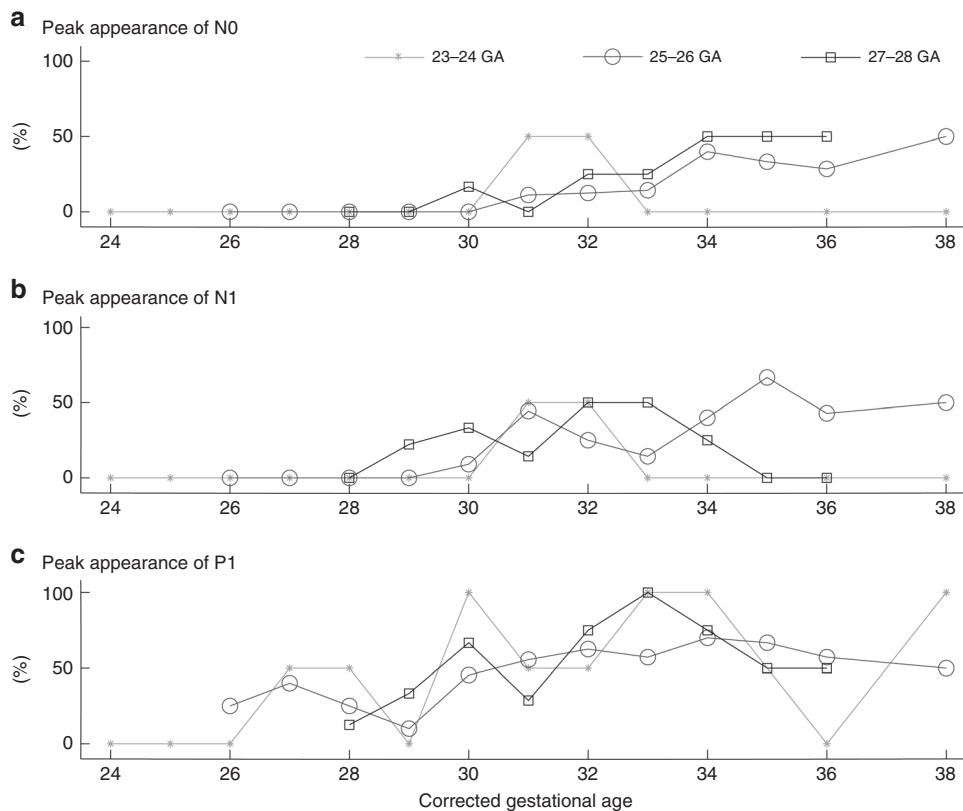 a
Peak appearance of N0
23–24 GA 25–26 GA 27–28 GA
100
50
0
(%)
24 26 28 30 32 34 36 38
b
Peak appearance of N1
100
50
0
(%)
24 26 28 30 32 34 36 38
c
Peak appearance of P1
100
50
0
(%)
24 26 28 30 32 34 36 38
Corrected gestational age